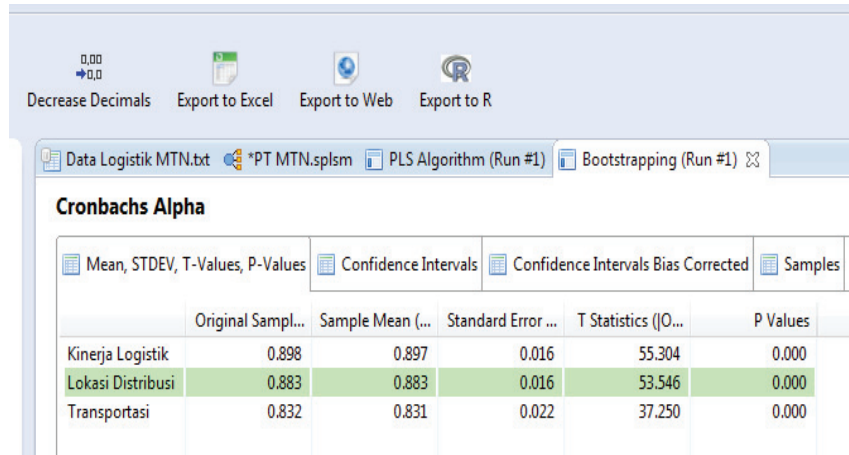 0,00
0,0
Decrease Decimals Export to Excel Export to Web Export to R
Data Logistik MTN.txt *PT MTN.splsm PLS Algorithm (Run #1) Bootstrapping (Run #1)
Cronbachs Alpha
Mean, STDEV, T-Values, P-Values Confidence Intervals Confidence Intervals Bias Corrected Samples
Original Sampl... Sample Mean (... Standard Error ... T Statistics (|O... P Values
Kinerja Logistik 0.898 0.897 0.016 55.304 0.000
Lokasi Distribusi 0.883 0.883 0.016 53.546 0.000
Transportasi 0.832 0.831 0.022 37.250 0.000